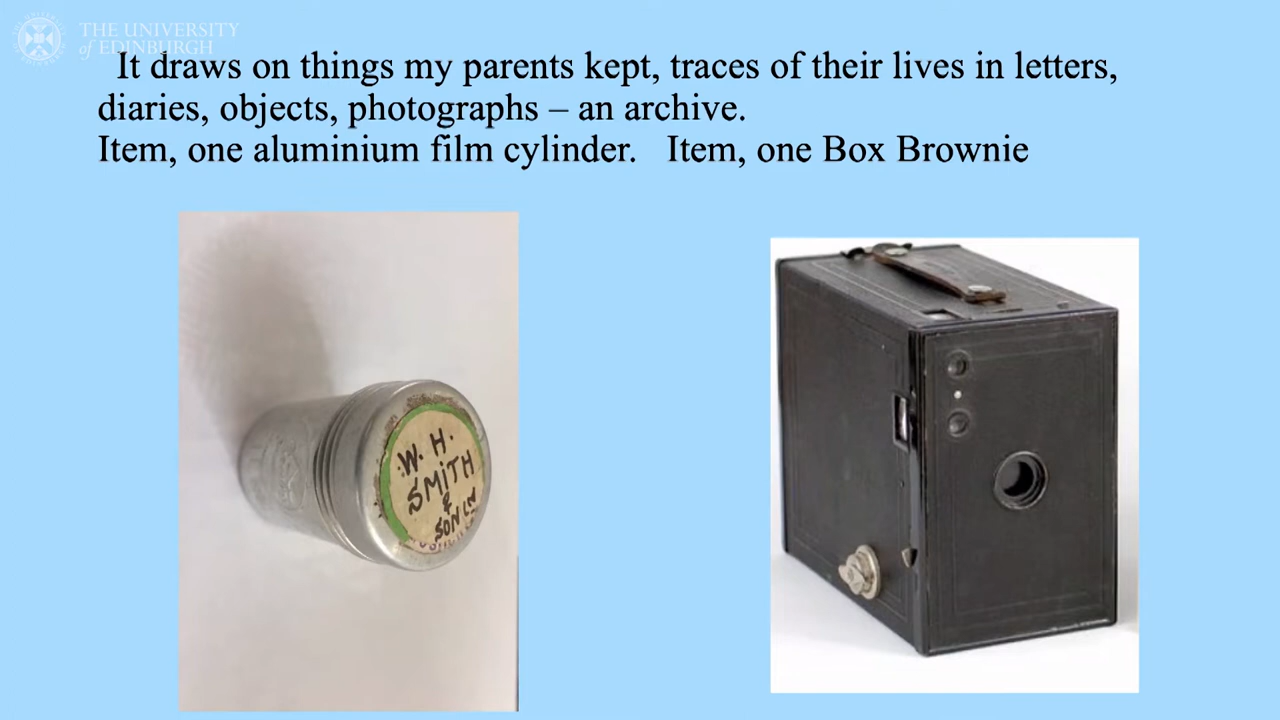 THE UNIVERSITY
of EDINBURGH
It draws on things my parents kept, traces of their lives in letters,
diaries, objects, photographs – an archive.
Item, one aluminium film cylinder. Item, one Box Brownie
W. H.
SMITH
&
SON LD